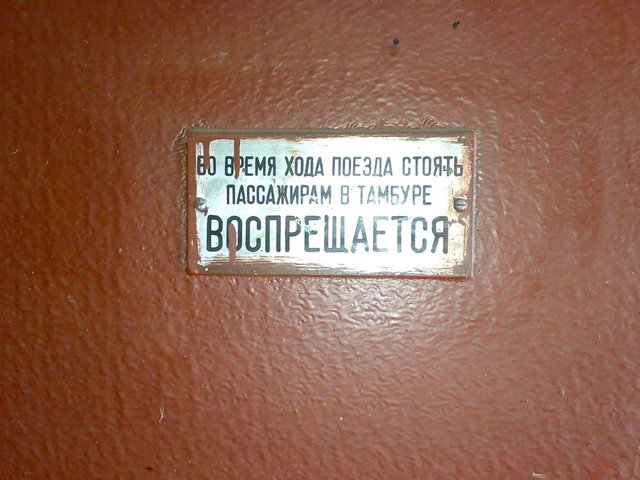 ВО ВРЕМЯ ХОДА ПОЕЗДА СТОЯТЬ
ПАССАЖИРАМ В ТАМБУРЕ
ВОСПРЕЩАЕТСЯ